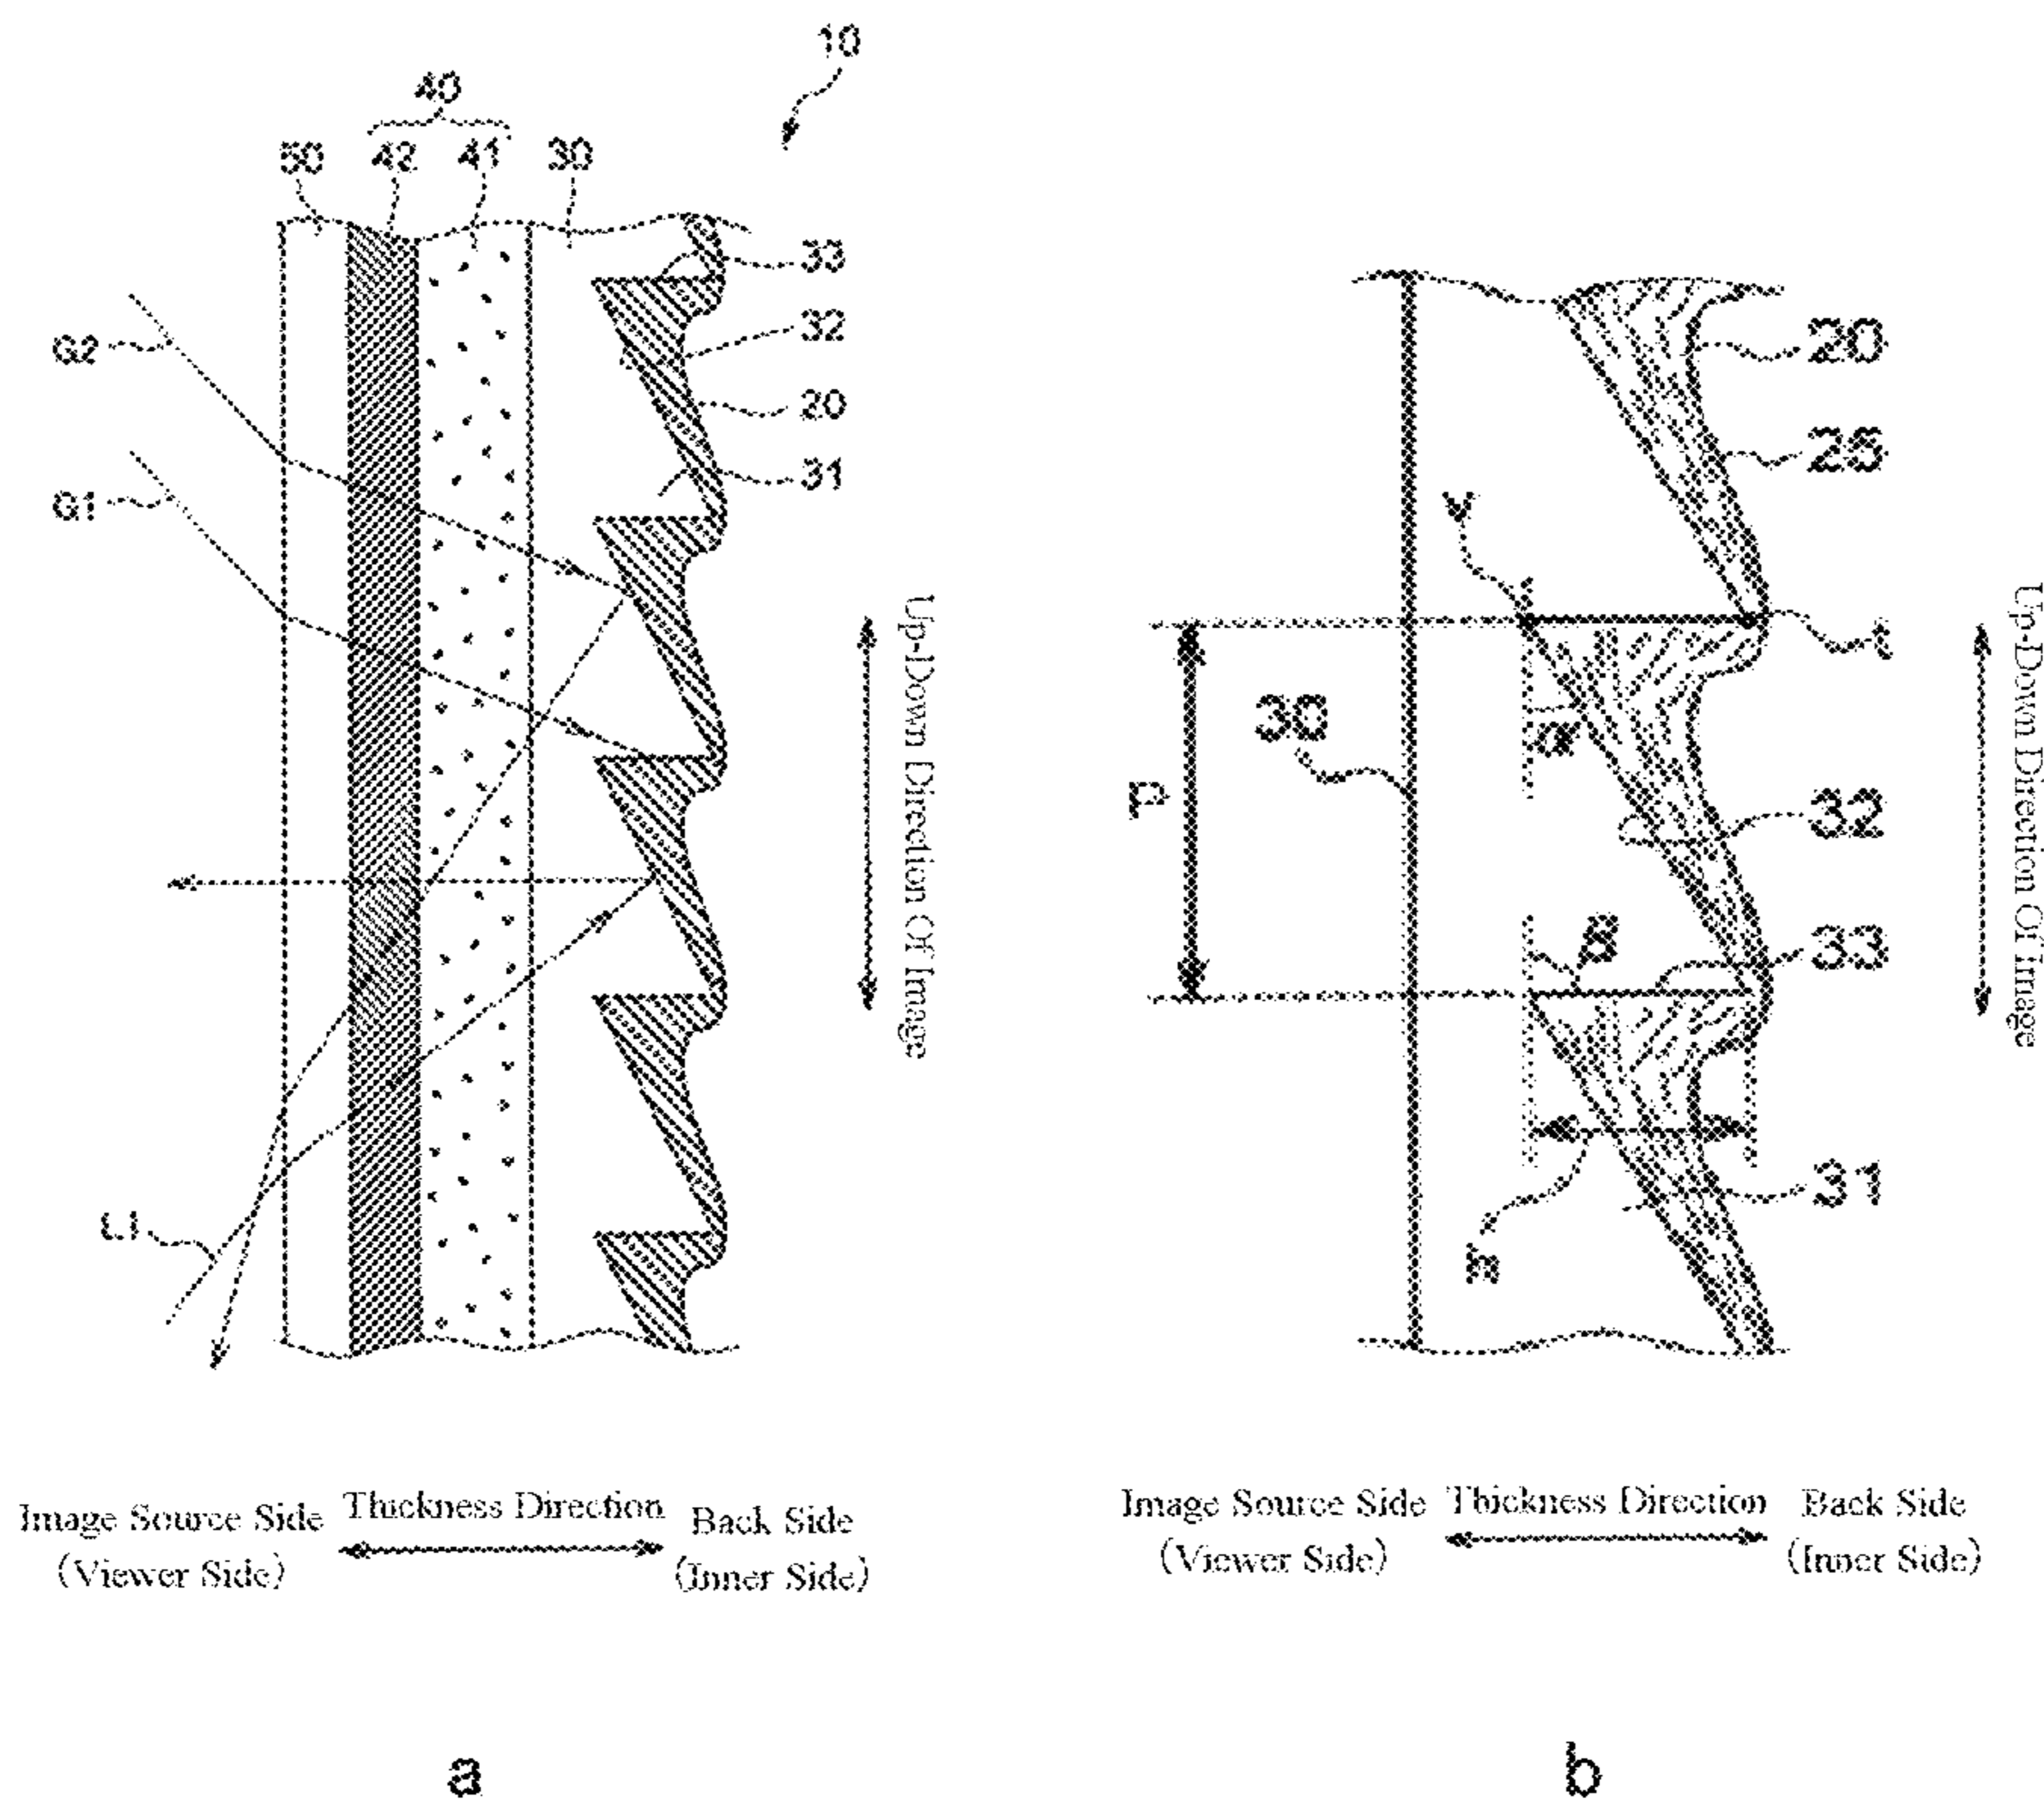 10
40
50 42 41 30
33
G2
32
20
31
G1
Up-Down Direction Of Image
L1
Image Source Side
(Viewer Side)
Thickness Direction
Back Side
(Inner Side)
a
20
25
v
t
30
α
P
32
β
33
31
h
Up-Down Direction Of Image
Image Source Side
(Viewer Side)
Thickness Direction
Back Side
(Inner Side)
b